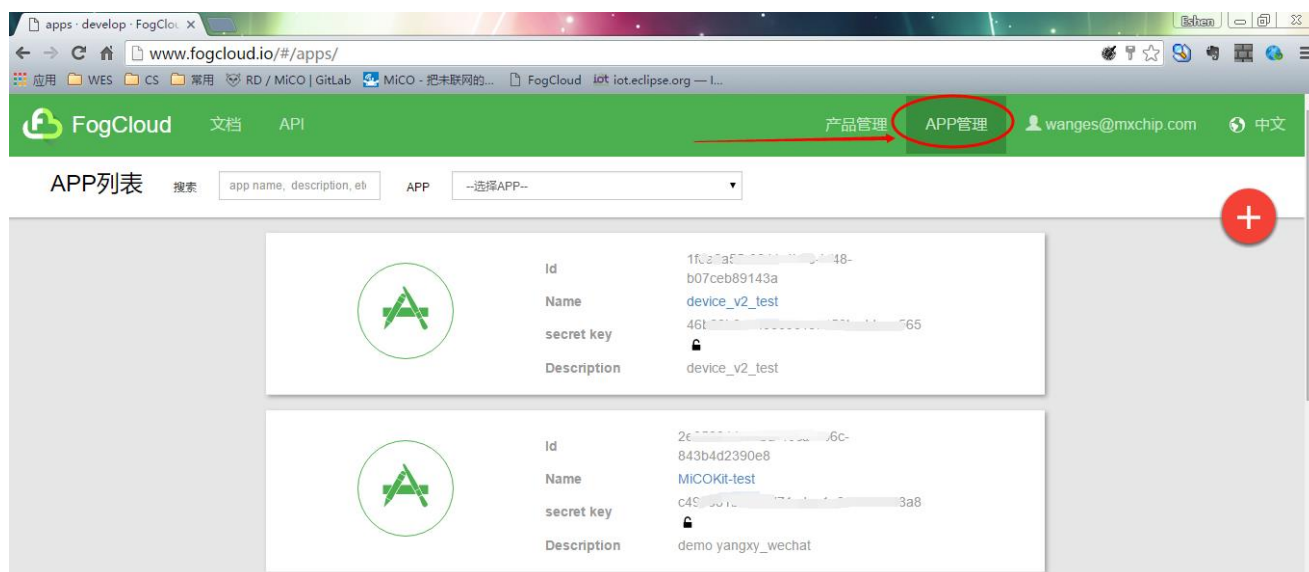 apps · develop · FogClou
Eshen
www.fogcloud.io/#/apps/
应用 WES CS 常用 RD / MiCO | GitLab MiCO - 把未联网的... FogCloud iot iot.eclipse.org — I...
FogCloud 文档 API 产品管理 APP管理 wanges@mxchip.com 中文
APP列表 搜索 app name, description, etc APP --选择APP--
Id
b07ceb89143a
Name device_v2_test
secret key
Description device_v2_test
Id
843b4d2390e8
Name MiCOKit-test
secret key
Description demo yangxy_wechat